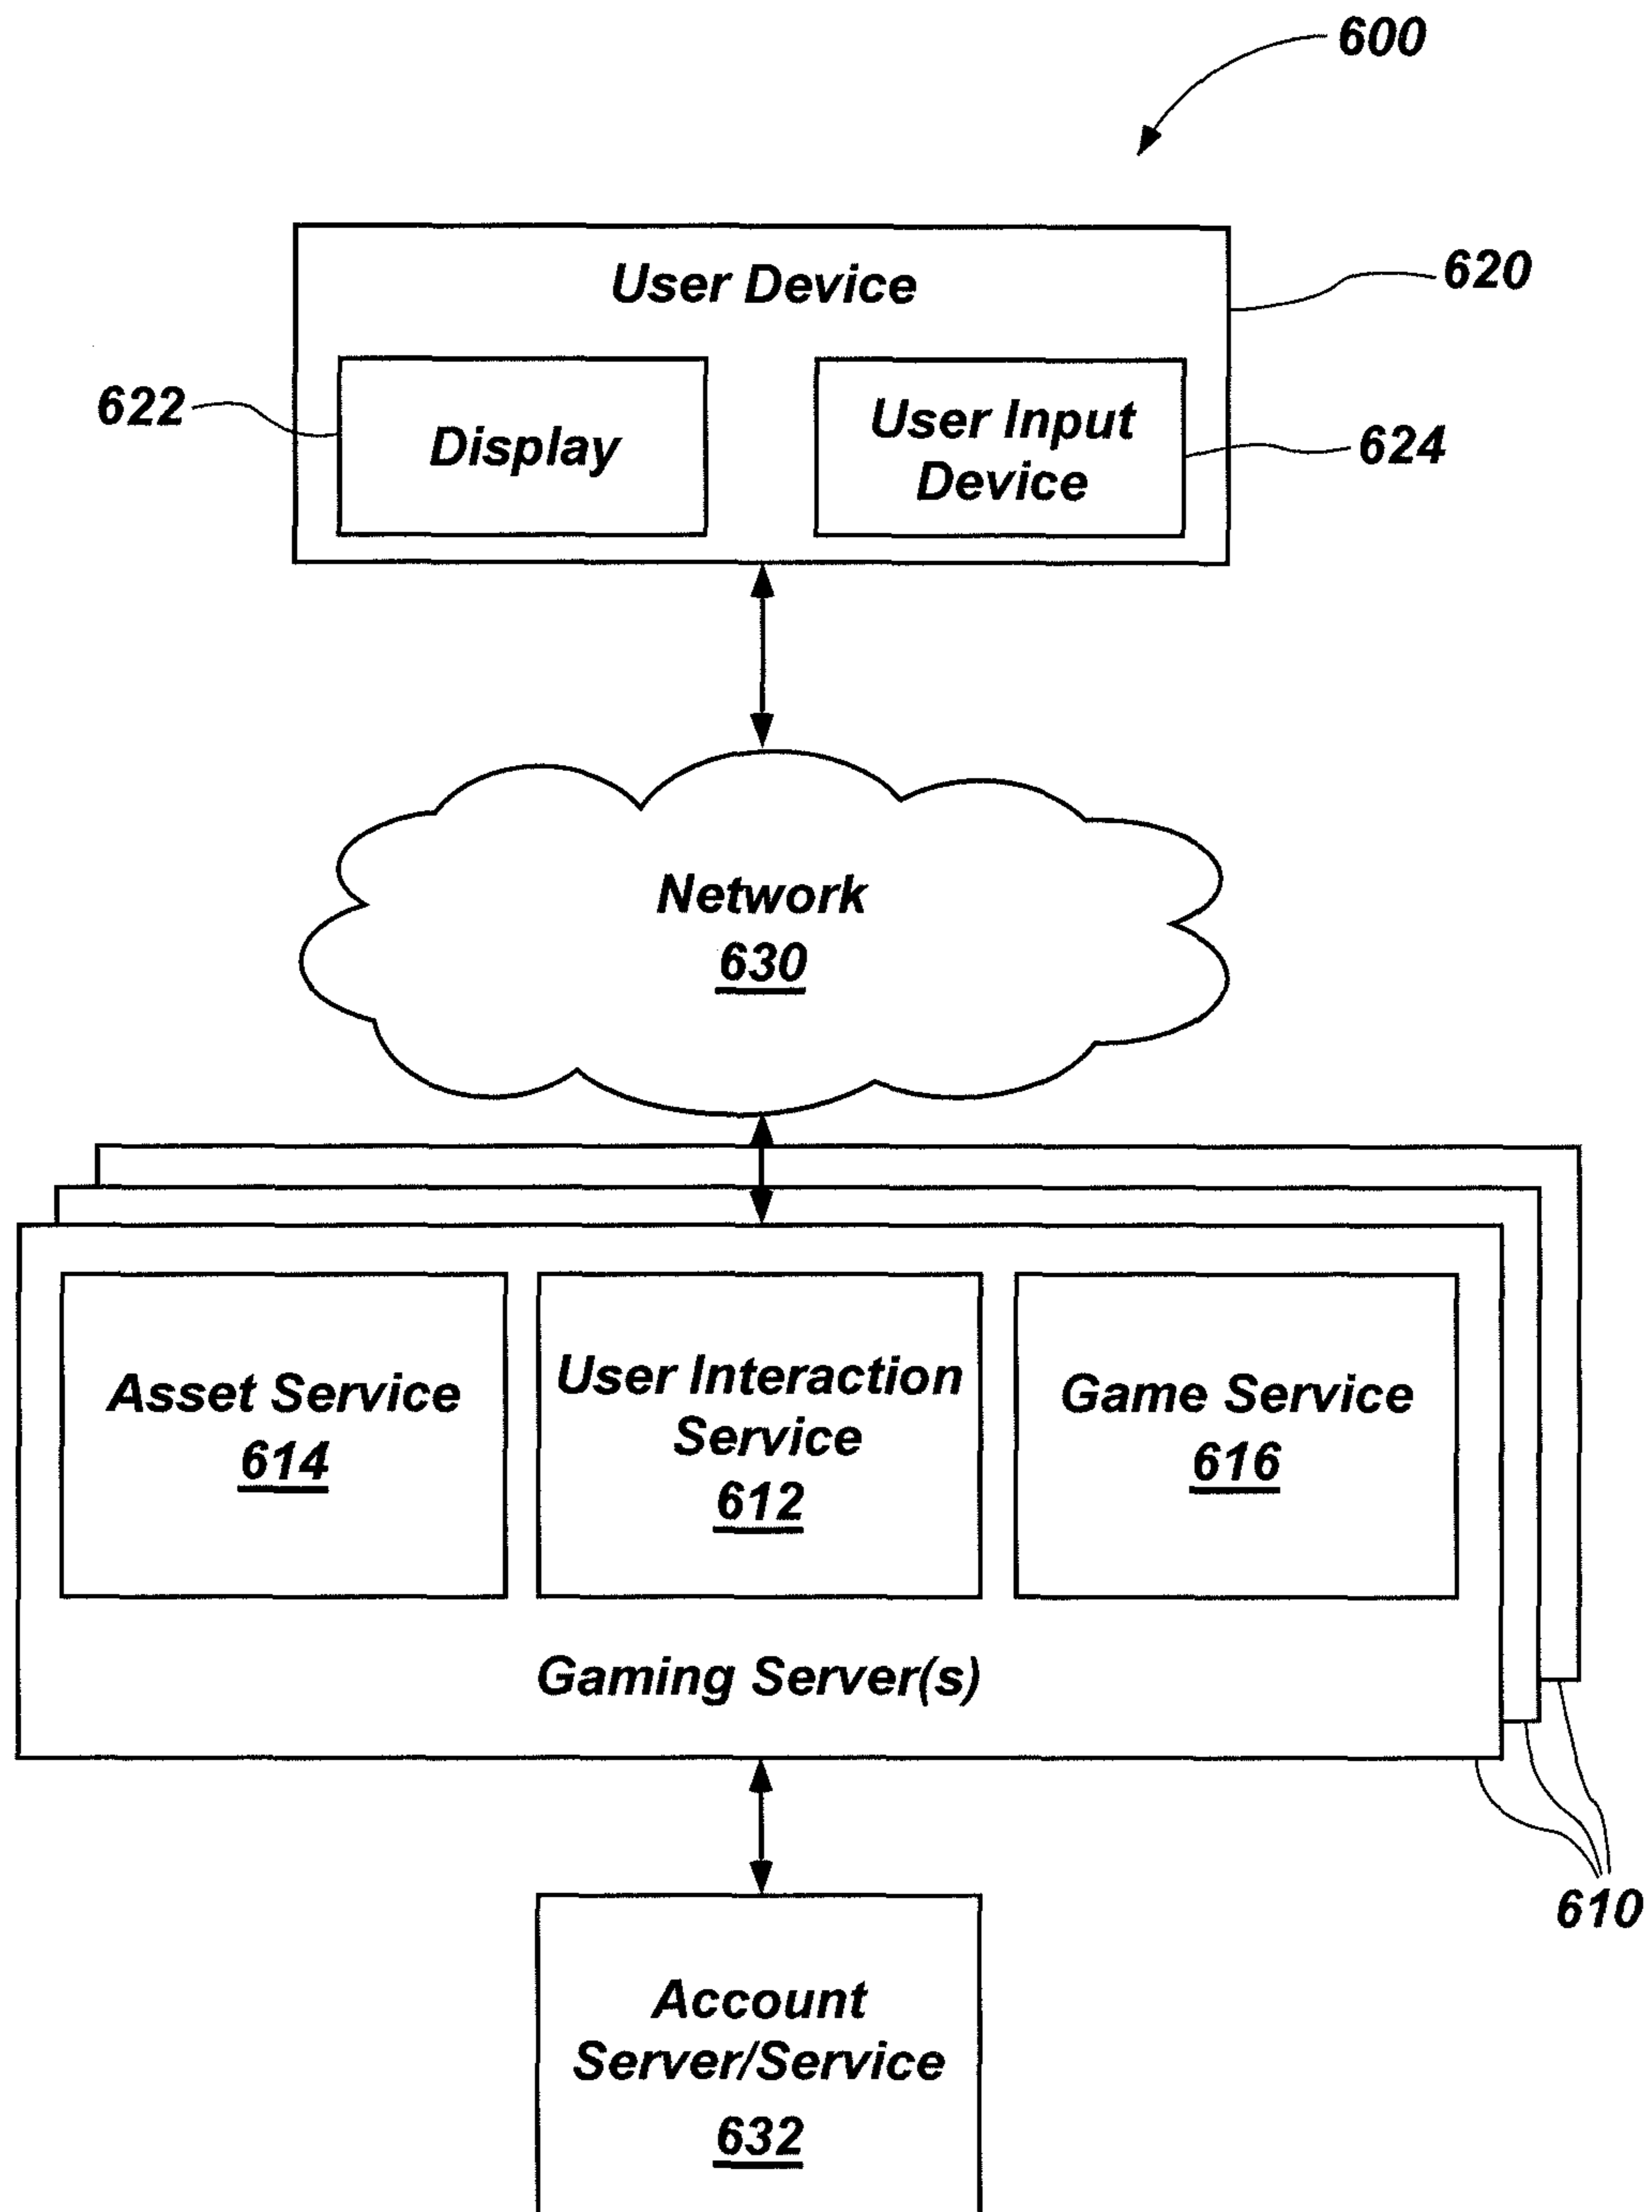 600
User Device
620
622
Display
User Input
Device
624
Network
630
Asset Service
614
User Interaction
Service
612
Game Service
616
Gaming Server(s)
610
Account
Server/Service
632